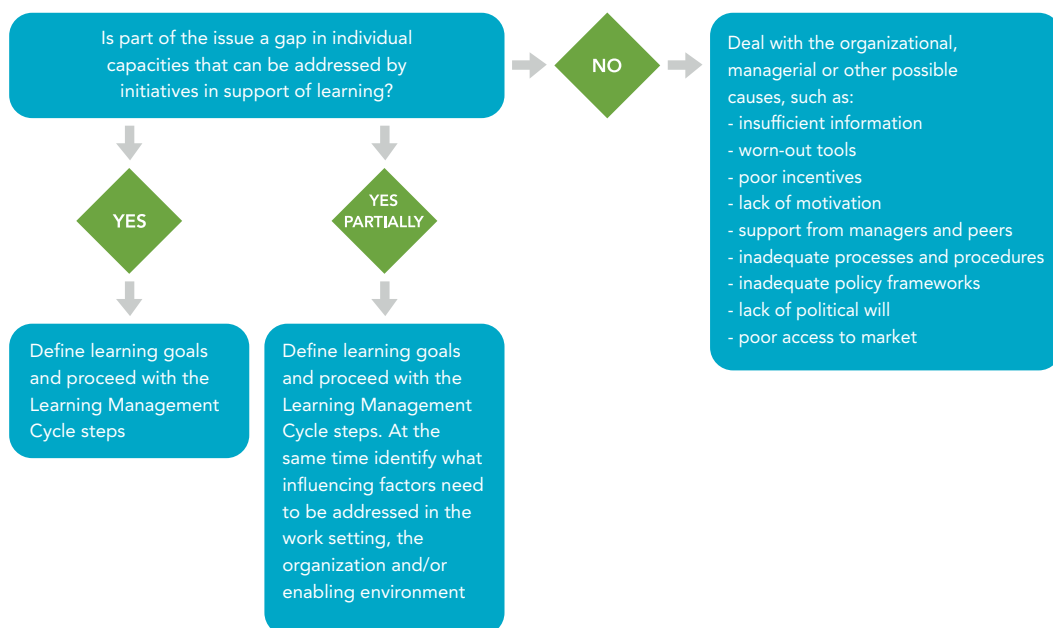 Is part of the issue a gap in individual
capacities that can be addressed by
initiatives in support of learning?
NO
Deal with the organizational,
managerial or other possible
causes, such as:
- insufficient information
- worn-out tools
- poor incentives
- lack of motivation
- support from managers and peers
- inadequate processes and procedures
- inadequate policy frameworks
- lack of political will
- poor access to market
YES
YES
PARTIALLY
Define learning goals
and proceed with the
Learning Management
Cycle steps
Define learning goals
and proceed with the
Learning Management
Cycle steps. At the
same time identify what
influencing factors need
to be addressed in the
work setting, the
organization and/or
enabling environment